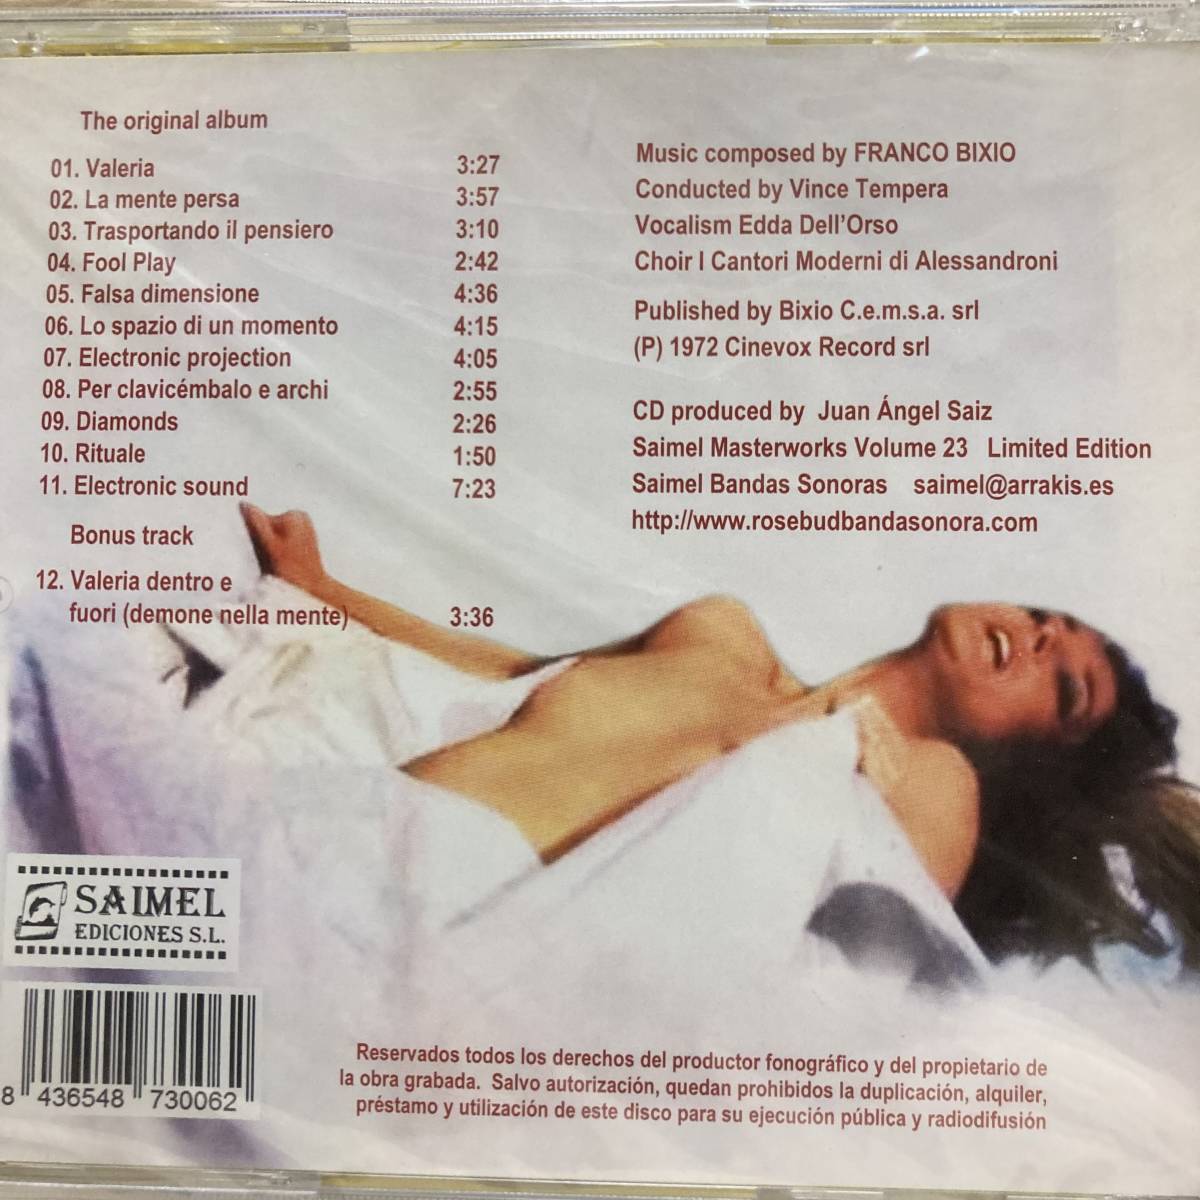 The original album
01. Valeria 3:27
02. La mente persa 3:57
03. Trasportando il pensiero 3:10
04. Fool Play 2:42
05. Falsa dimensione 4:36
06. Lo spazio di un momento 4:15
07. Electronic projection 4:05
08. Per clavicémbalo e archi 2:55
09. Diamonds 2:26
10. Rituale 1:50
11. Electronic sound 7:23
Bonus track
12. Valeria dentro e
fuori (demone nella mente) 3:36
Music composed by FRANCO BIXIO
Conducted by Vince Tempera
Vocalism Edda Dell'Orso
Choir I Cantori Moderni di Alessandroni
Published by Bixio C.e.m.s.a. srl
(P) 1972 Cinevox Record srl
CD produced by Juan Ángel Saiz
Saimel Masterworks Volume 23 Limited Edition
Saimel Bandas Sonoras saimel@arrakis.es
http://www.rosebudbandasonora.com
SAIMEL
EDICIONES S.L.
8 436548 730062
Reservados todos los derechos del productor fonográfico y del propietario de
la obra grabada. Salvo autorización, quedan prohibidos la duplicación, alquiler,
préstamo y utilización de este disco para su ejecución pública y radiodifusión